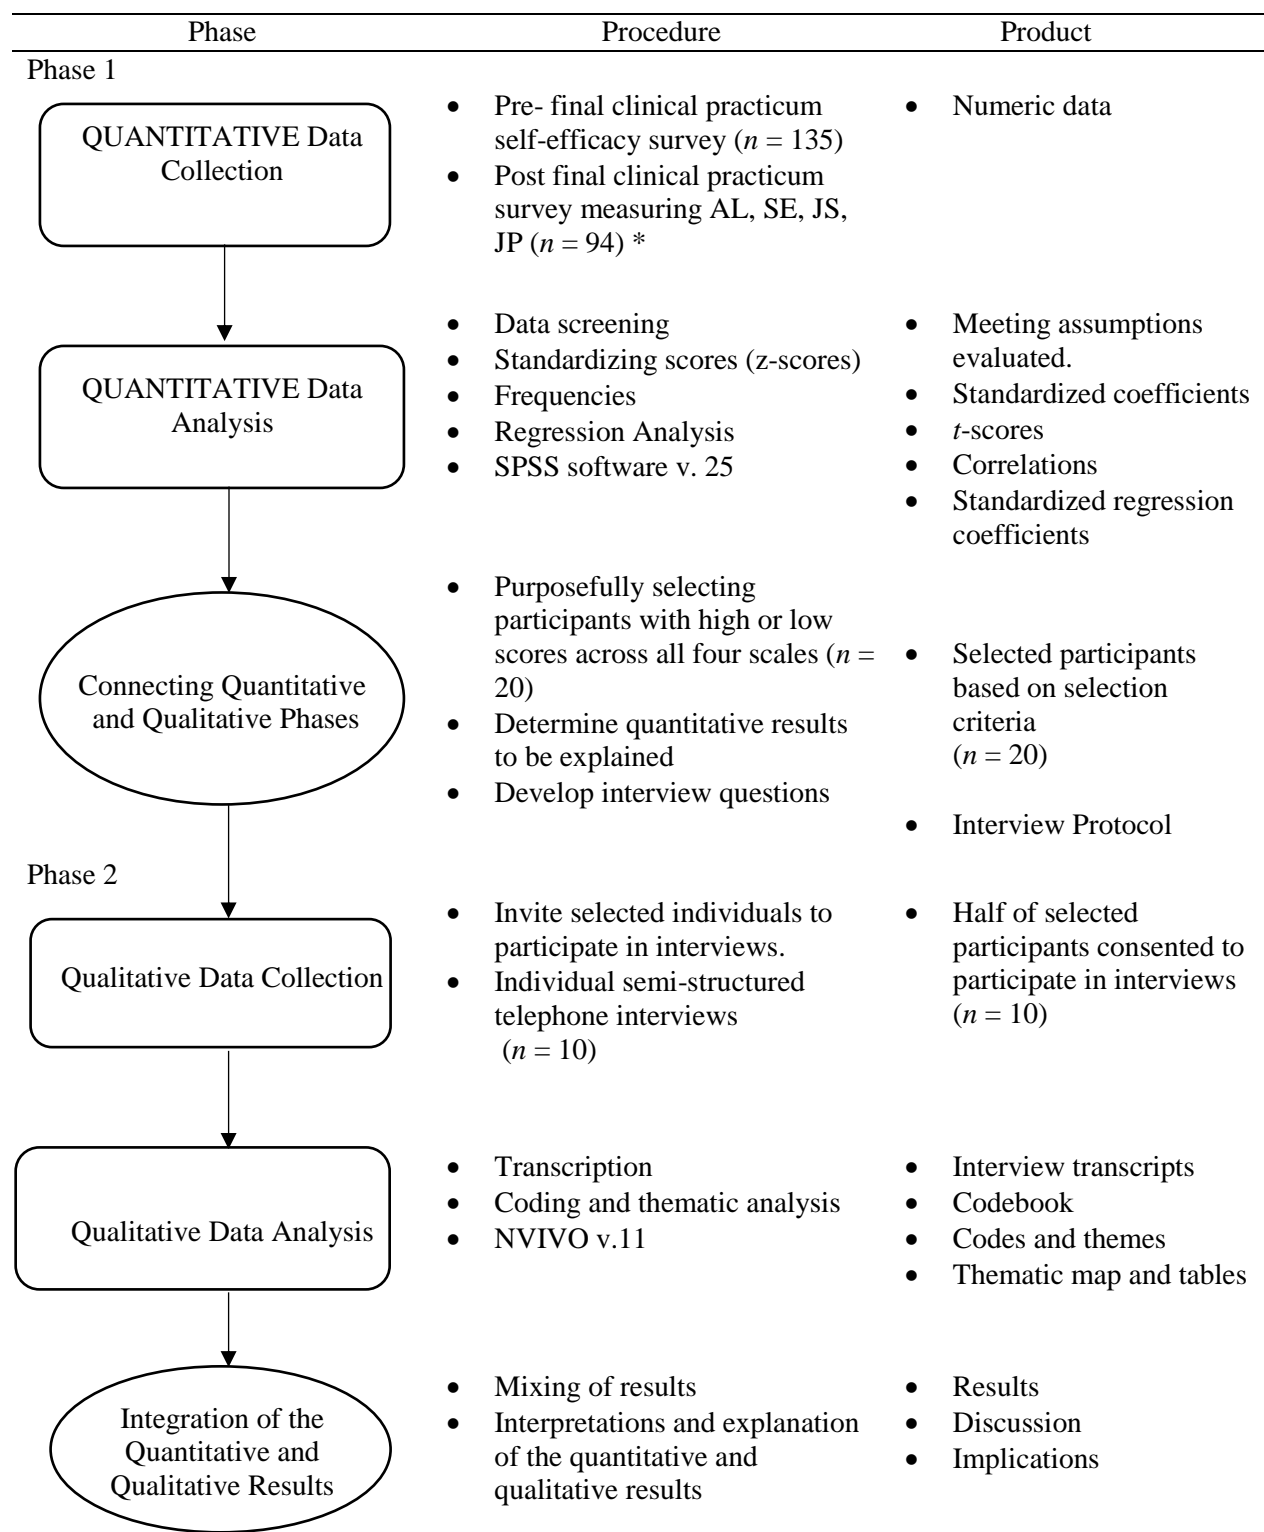 Phase Procedure Product
Phase 1
QUANTITATIVE Data
Collection
• Pre- final clinical practicum
self-efficacy survey (n = 135)
• Post final clinical practicum
survey measuring AL, SE, JS,
JP (n = 94) *
• Numeric data
QUANTITATIVE Data
Analysis
• Data screening
• Standardizing scores (z-scores)
• Frequencies
• Regression Analysis
• SPSS software v. 25
• Meeting assumptions
evaluated.
• Standardized coefficients
• t-scores
• Correlations
• Standardized regression
coefficients
Connecting Quantitative
and Qualitative Phases
• Purposefully selecting
participants with high or low
scores across all four scales (n =
20)
• Determine quantitative results
to be explained
• Develop interview questions
• Selected participants
based on selection
criteria
(n = 20)
• Interview Protocol
Phase 2
Qualitative Data Collection
• Invite selected individuals to
participate in interviews.
• Individual semi-structured
telephone interviews
(n = 10)
• Half of selected
participants consented to
participate in interviews
(n = 10)
Qualitative Data Analysis
• Transcription
• Coding and thematic analysis
• NVIVO v.11
• Interview transcripts
• Codebook
• Codes and themes
• Thematic map and tables
Integration of the
Quantitative and
Qualitative Results
• Mixing of results
• Interpretations and explanation
of the quantitative and
qualitative results
• Results
• Discussion
• Implications